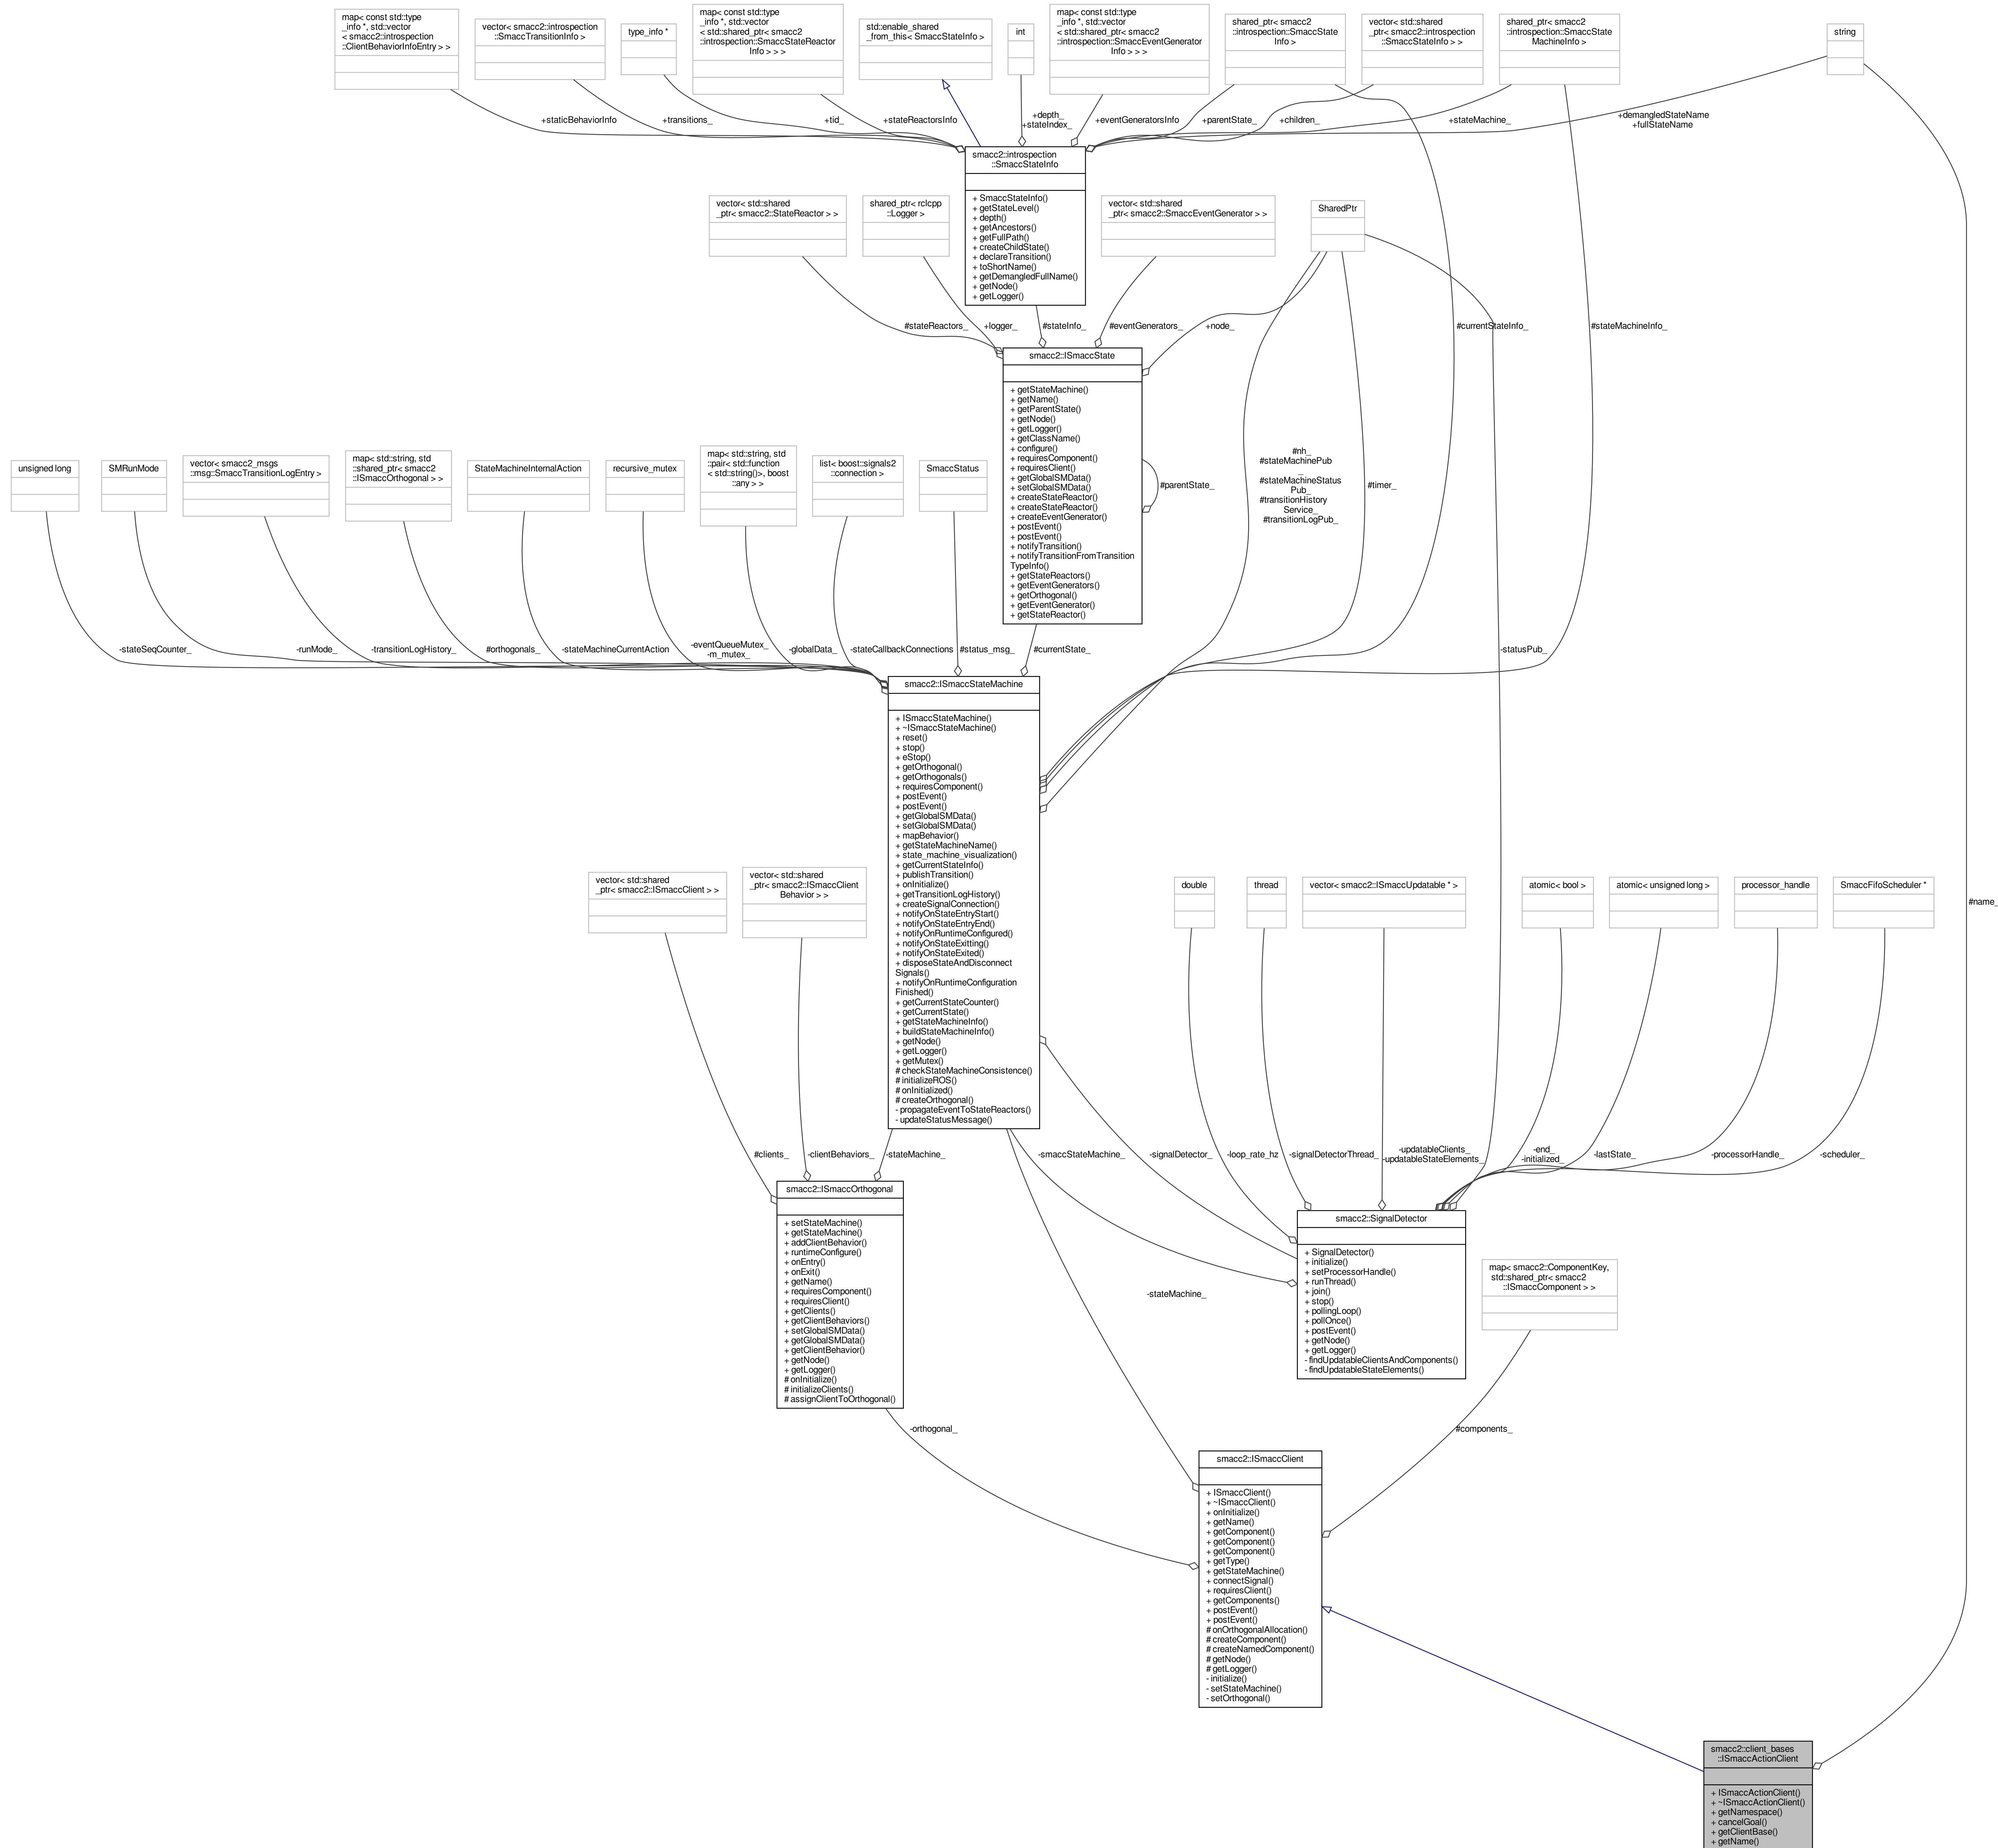 map< const std::type
_info *, std::vector
< smacc2::introspection
::ClientBehaviorInfoEntry > >
vector< smacc2::introspection
::SmaccTransitionInfo >
type_info *
map< const std::type
_info *, std::vector
< std::shared_ptr< smacc2
::introspection::SmaccStateReactor
Info > > >
std::enable_shared
_from_this< SmaccStateInfo >
int
map< const std::type
_info *, std::vector
< std::shared_ptr< smacc2
::introspection::SmaccEventGenerator
Info > > >
shared_ptr< smacc2
::introspection::SmaccState
Info >
vector< std::shared
_ptr< smacc2::introspection
::SmaccStateInfo > >
shared_ptr< smacc2
::introspection::SmaccState
MachineInfo >
string
+staticBehaviorInfo
+transitions_
+tid_
+stateReactorsInfo
+depth_
+stateIndex_
+eventGeneratorsInfo
+parentState_
+children_
+stateMachine_
+demangledStateName
+fullStateName
smacc2::introspection
::SmaccStateInfo
+ SmaccStateInfo()
+ getStateLevel()
+ depth()
+ getAncestors()
+ getFullPath()
+ createChildState()
+ declareTransition()
+ toShortName()
+ getDemangledFullName()
+ getNode()
+ getLogger()
vector< std::shared
_ptr< smacc2::StateReactor > >
shared_ptr< rclcpp
::Logger >
vector< std::shared
_ptr< smacc2::SmaccEventGenerator > >
SharedPtr
#stateReactors_
+logger_
#stateInfo_
#eventGenerators_
+node_
#currentStateInfo_
#stateMachineInfo_
smacc2::ISmaccState
+ getStateMachine()
+ getName()
+ getParentState()
+ getNode()
+ getLogger()
+ getClassName()
+ configure()
+ requiresComponent()
+ requiresClient()
+ getGlobalSMData()
+ setGlobalSMData()
+ createStateReactor()
+ createStateReactor()
+ createEventGenerator()
+ postEvent()
+ postEvent()
+ notifyTransition()
+ notifyTransitionFromTransition
TypeInfo()
+ getStateReactors()
+ getEventGenerators()
+ getOrthogonal()
+ getEventGenerator()
+ getStateReactor()
#parentState_
#nh_
#stateMachinePub
_
#stateMachineStatus
Pub_
#transitionHistory
Service_
#transitionLogPub_
#timer_
unsigned long
SMRunMode
vector< smacc2_msgs
::msg::SmaccTransitionLogEntry >
map< std::string, std
::shared_ptr< smacc2
::ISmaccOrthogonal > >
StateMachineInternalAction
recursive_mutex
map< std::string, std
::pair< std::function
< std::string()>, boost
::any > >
list< boost::signals2
::connection >
SmaccStatus
-stateSeqCounter_
-runMode_
-transitionLogHistory_
#orthogonals_
-stateMachineCurrentAction
-eventQueueMutex_
-m_mutex_
-globalData_
-stateCallbackConnections
#status_msg_
#currentState_
-statusPub_
smacc2::ISmaccStateMachine
+ ISmaccStateMachine()
+ ~ISmaccStateMachine()
+ reset()
+ stop()
+ eStop()
+ getOrthogonal()
+ getOrthogonals()
+ requiresComponent()
+ postEvent()
+ postEvent()
+ getGlobalSMData()
+ setGlobalSMData()
+ mapBehavior()
+ getStateMachineName()
+ state_machine_visualization()
+ getCurrentStateInfo()
+ publishTransition()
+ onInitialize()
+ getTransitionLogHistory()
+ createSignalConnection()
+ notifyOnStateEntryStart()
+ notifyOnStateEntryEnd()
+ notifyOnRuntimeConfigured()
+ notifyOnStateExitting()
+ notifyOnStateExited()
+ disposeStateAndDisconnect
Signals()
+ notifyOnRuntimeConfiguration
Finished()
+ getCurrentStateCounter()
+ getCurrentState()
+ getStateMachineInfo()
+ buildStateMachineInfo()
+ getNode()
+ getLogger()
+ getMutex()
# checkStateMachineConsistence()
# initializeROS()
# onInitialized()
# createOrthogonal()
- propagateEventToStateReactors()
- updateStatusMessage()
vector< std::shared
_ptr< smacc2::ISmaccClient > >
vector< std::shared
_ptr< smacc2::ISmaccClient
Behavior > >
double
thread
vector< smacc2::ISmaccUpdatable * >
atomic< bool >
atomic< unsigned long >
processor_handle
SmaccFifoScheduler *
#name_
#clients_
-clientBehaviors_
-stateMachine_
-smaccStateMachine_
-signalDetector_
-loop_rate_hz
-signalDetectorThread_
-updatableClients_
-updatableStateElements_
-end_
-initialized_
-lastState_
-processorHandle_
-scheduler_
smacc2::ISmaccOrthogonal
+ setStateMachine()
+ getStateMachine()
+ addClientBehavior()
+ runtimeConfigure()
+ onEntry()
+ onExit()
+ getName()
+ requiresComponent()
+ requiresClient()
+ getClients()
+ getClientBehaviors()
+ setGlobalSMData()
+ getGlobalSMData()
+ getClientBehavior()
+ getNode()
+ getLogger()
# onInitialize()
# initializeClients()
# assignClientToOrthogonal()
smacc2::SignalDetector
+ SignalDetector()
+ initialize()
+ setProcessorHandle()
+ runThread()
+ join()
+ stop()
+ pollingLoop()
+ pollOnce()
+ postEvent()
+ getNode()
+ getLogger()
- findUpdatableClientsAndComponents()
- findUpdatableStateElements()
map< smacc2::ComponentKey,
std::shared_ptr< smacc2
::ISmaccComponent > >
-stateMachine_
-orthogonal_
#components_
smacc2::ISmaccClient
+ ISmaccClient()
+ ~ISmaccClient()
+ onInitialize()
+ getName()
+ getComponent()
+ getComponent()
+ getComponent()
+ getType()
+ getStateMachine()
+ connectSignal()
+ requiresClient()
+ getComponents()
+ postEvent()
+ postEvent()
# onOrthogonalAllocation()
# createComponent()
# createNamedComponent()
# getNode()
# getLogger()
- initialize()
- setStateMachine()
- setOrthogonal()
smacc2::client_bases
::ISmaccActionClient
+ ISmaccActionClient()
+ ~ISmaccActionClient()
+ getNamespace()
+ cancelGoal()
+ getClientBase()
+ getName()